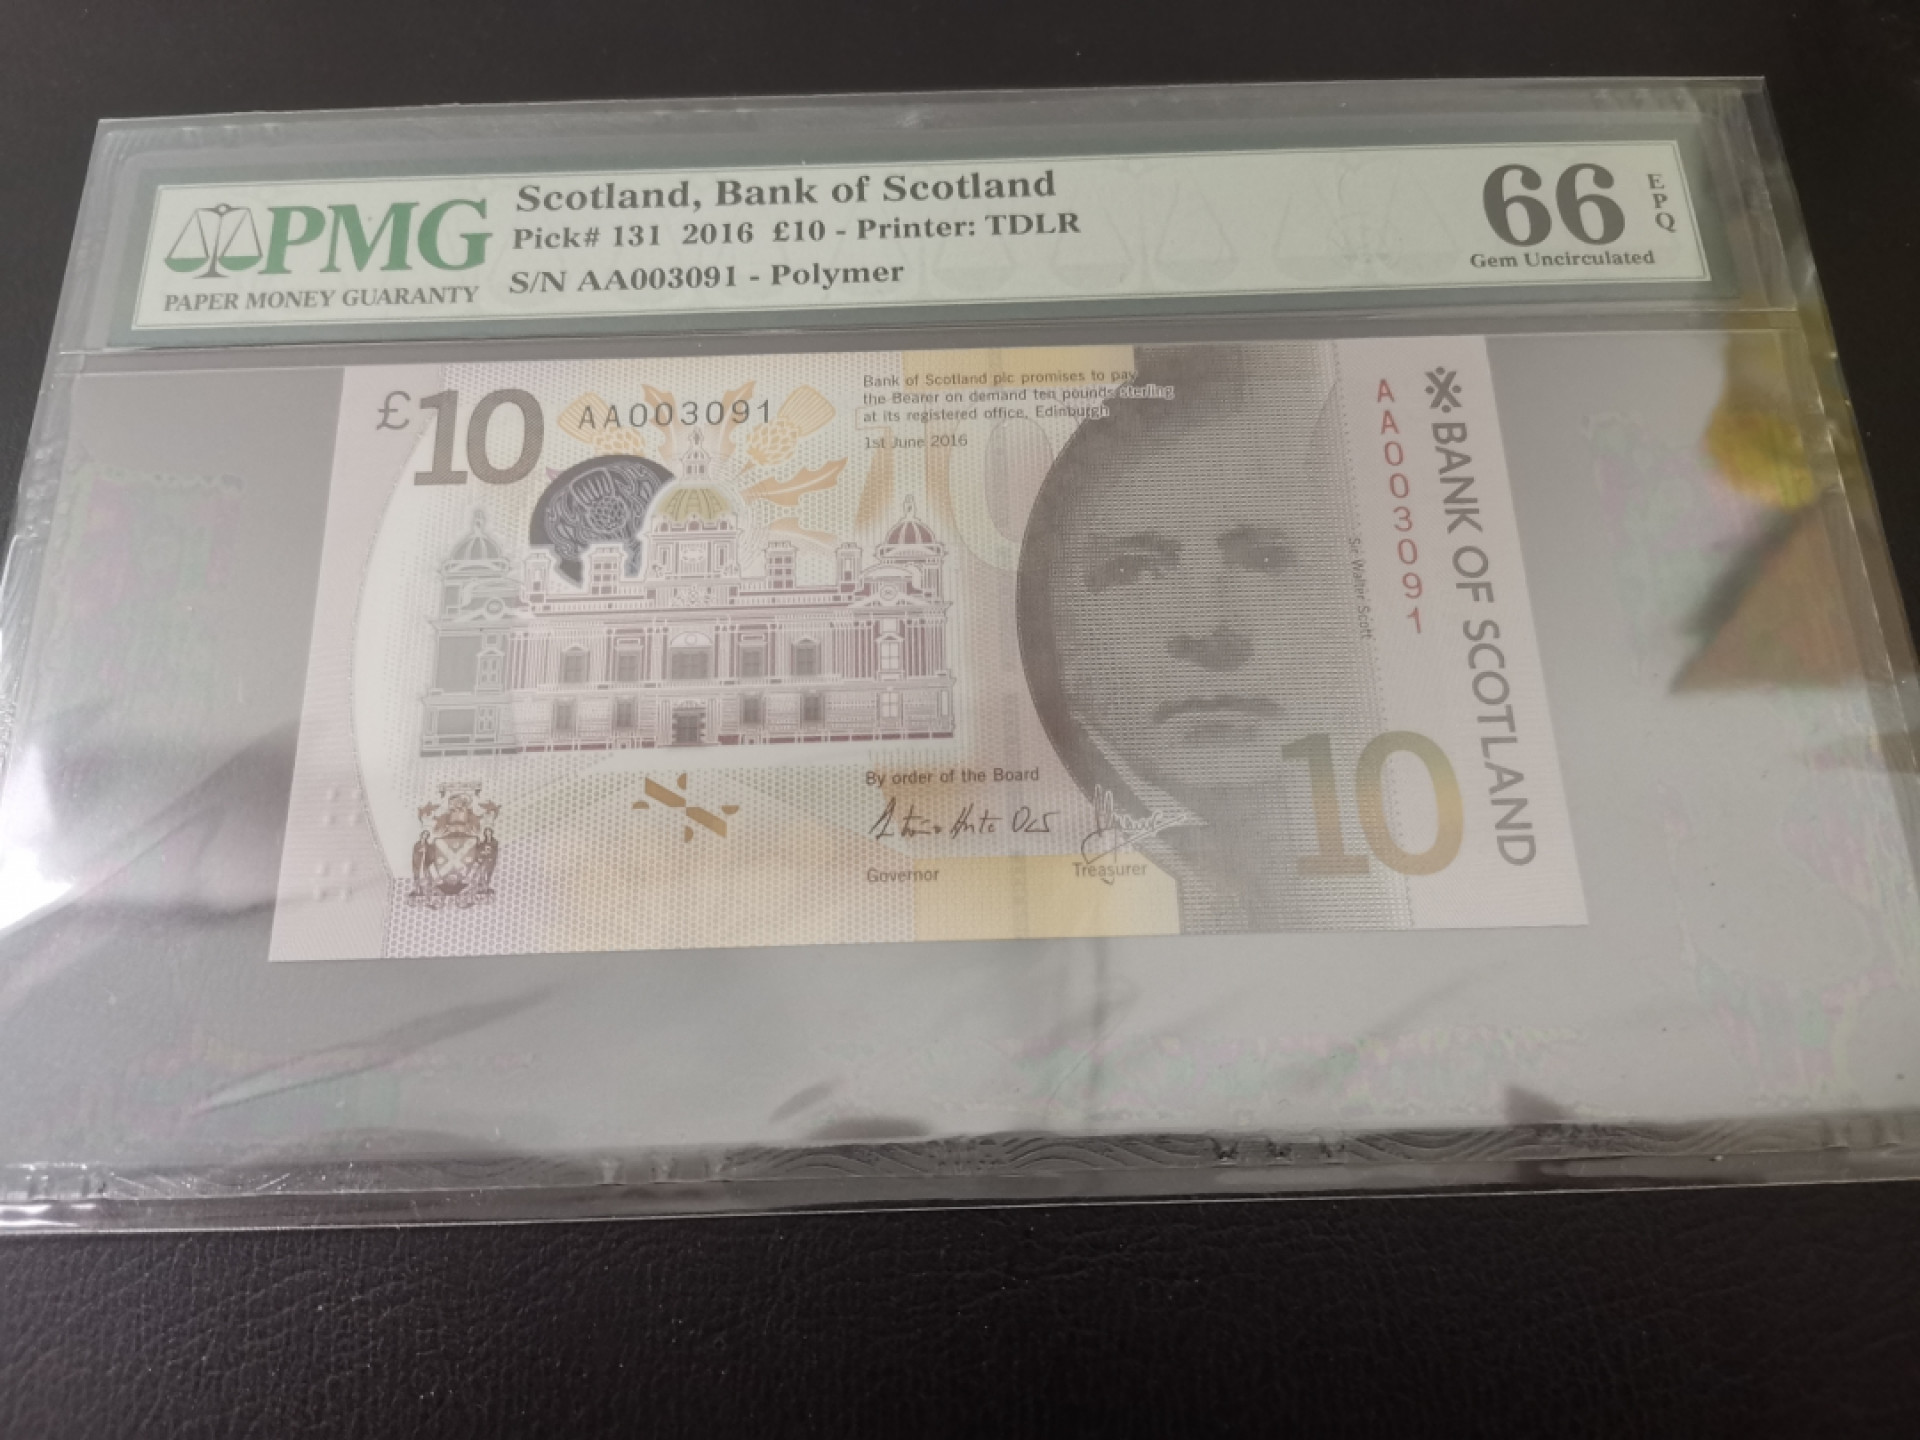 PMG
PAPER MONEY GUARANTY
Scotland, Bank of Scotland
Pick# 131 2016 £10 - Printer: TDLR
S/N AA003091 - Polymer
66
EPQ
Gem Uncirculated
£10
AA003091
Bank of Scotland plc promises to pay
the Bearer on demand ten pounds sterling
at its registered office, Edinburgh
1st June 2016
By order of the Board
Governor
Treasurer
Sir Walter Scott
10
AA003091
BANK OF SCOTLAND